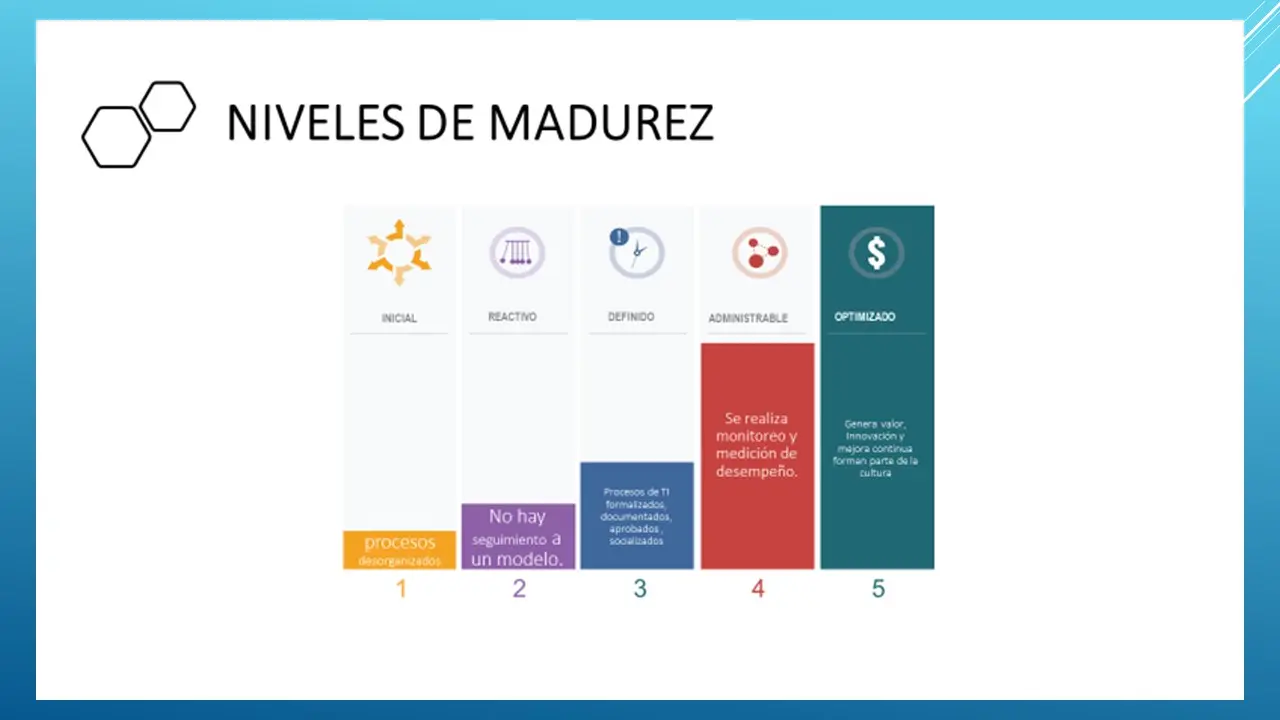 NIVELES DE MADUREZ
INICIAL
REACTIVO
DEFINIDO
ADMINISTRABLE
OPTIMIZADO
procesos
desorganizados
No hay
seguimiento a
un modelo.
Procesos de TI
formalizados,
documentados,
aprobados ,
socializados
Se realiza
monitoreo y
medición de
desempeño.
Genera valor,
Innovación y
mejora continua
forman parte de la
cultura
1
2
3
4
5